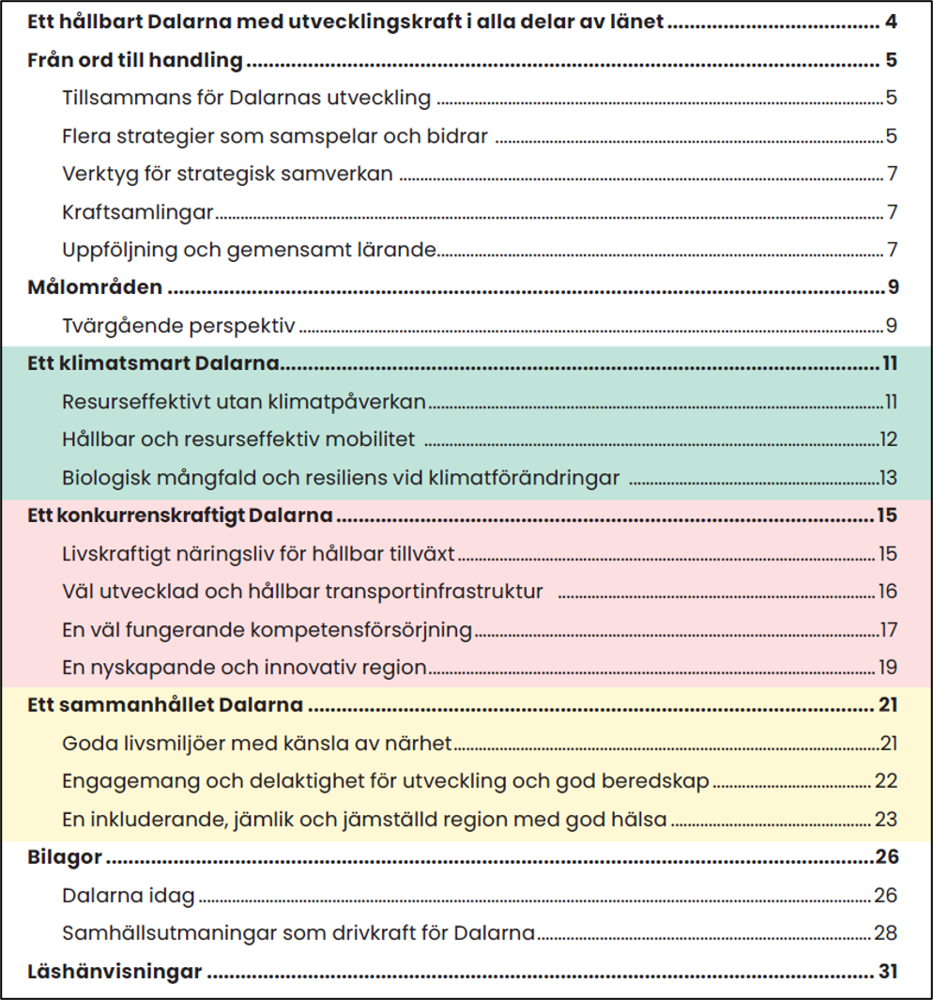 Ett hållbart Dalarna med utvecklingskraft i alla delar av länet ........ 4
Från ord till handling ........ 5
Tillsammans för Dalarnas utveckling ........ 5
Flera strategier som samspelar och bidrar ........ 5
Verktyg för strategisk samverkan ........ 7
Kraftsamlingar ........ 7
Uppföljning och gemensamt lärande ........ 7
Målområden ........ 9
Tvärgående perspektiv ........ 9
Ett klimatsmart Dalarna ........ 11
Resurseffektivt utan klimatpåverkan ........ 11
Hållbar och resurseffektiv mobilitet ........ 12
Biologisk mångfald och resiliens vid klimatförändringar ........ 13
Ett konkurrenskraftigt Dalarna ........ 15
Livskraftigt näringsliv för hållbar tillväxt ........ 15
Väl utvecklad och hållbar transportinfrastruktur ........ 16
En väl fungerande kompetensförsörjning ........ 17
En nyskapande och innovativ region ........ 19
Ett sammanhållet Dalarna ........ 21
Goda livsmiljöer med känsla av närhet ........ 21
Engagemang och delaktighet för utveckling och god beredskap ........ 22
En inkluderande, jämlik och jämställd region med god hälsa ........ 23
Bilagor ........ 26
Dalarna idag ........ 26
Samhällsutmaningar som drivkraft för Dalarna ........ 28
Läshänvisningar ........ 31